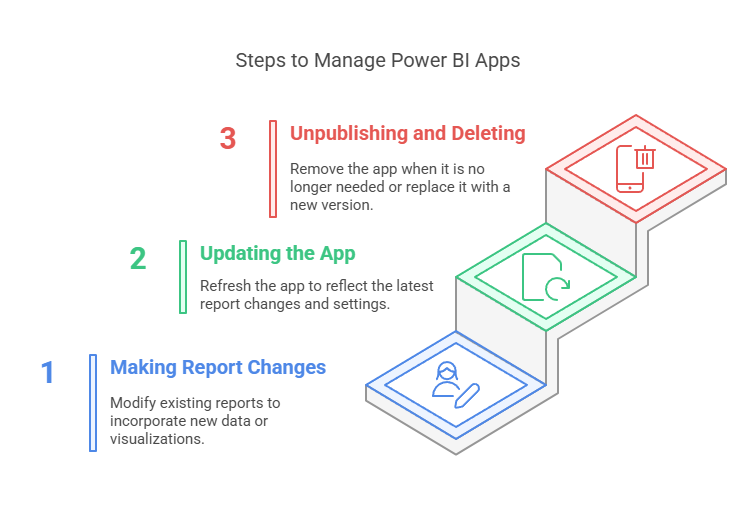 Steps to Manage Power BI Apps
3
Unpublishing and Deleting
Remove the app when it is no
longer needed or replace it with a
new version.
2
Updating the App
Refresh the app to reflect the latest
report changes and settings.
1
Making Report Changes
Modify existing reports to
incorporate new data or
visualizations.